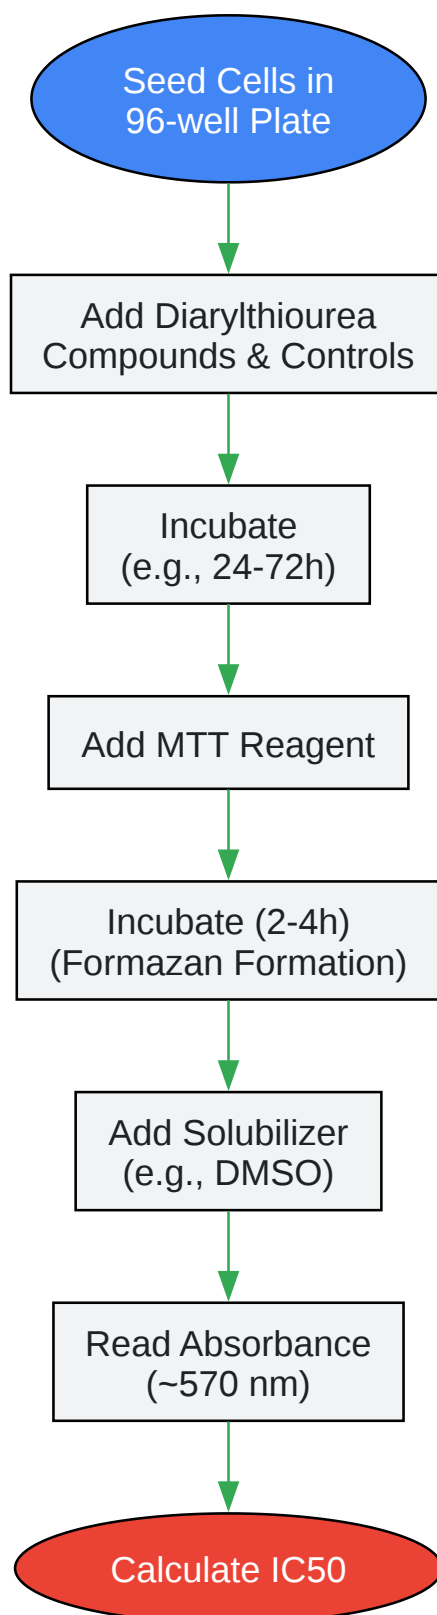 Seed Cells in
96-well Plate
Add Diarylthiourea
Compounds & Controls
Incubate
(e.g., 24-72h)
Add MTT Reagent
Incubate (2-4h)
(Formazan Formation)
Add Solubilizer
(e.g., DMSO)
Read Absorbance
(~570 nm)
Calculate IC50